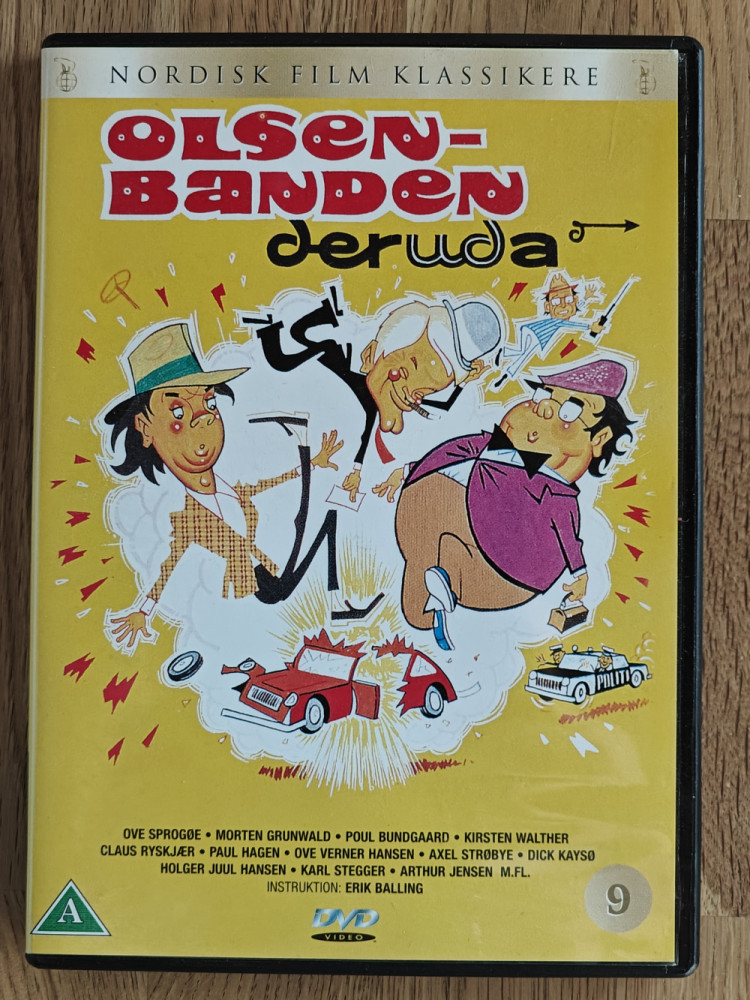 NORDISK FILM KLASSIKERE
OLSEN-
BANDEN
deruda
POLITI
OVE SPROGØE • MORTEN GRUNWALD • POUL BUNDGAARD • KIRSTEN WALTHER
CLAUS RYSKJÆR • PAUL HAGEN • OVE VERNER HANSEN • AXEL STRØBYE • DICK KAYSØ
HOLGER JUUL HANSEN • KARL STEGGER • ARTHUR JENSEN M.FL.
INSTRUKTION: ERIK BALLING
A
9
DVD
VIDEO